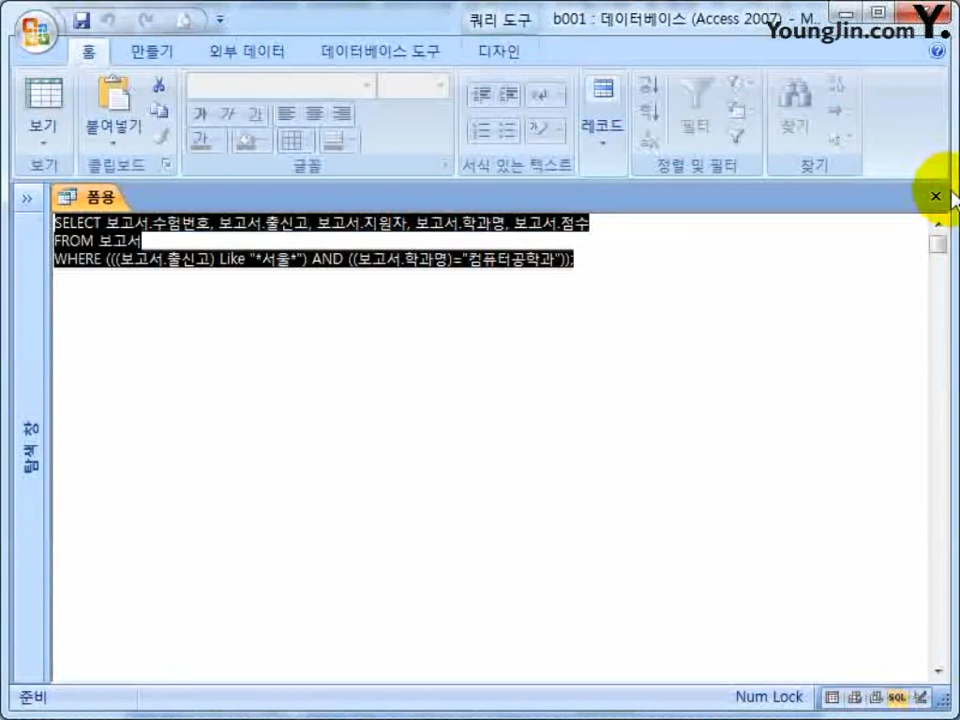 쿼리 도구
b001 : 데이터베이스 (Access 2007) - M..
YoungJin.com Y.
홈
만들기
외부 데이터
데이터베이스 도구
디자인
보기
붙여넣기
가 가 가
가
레코드
필터
찾기
보기
클립보드
글꼴
서식 있는 텍스트
정렬 및 필터
찾기
폼용
SELECT 보고서.수험번호, 보고서.출신고, 보고서.지원자, 보고서.학과명, 보고서.점수
FROM 보고서
WHERE (((보고서.출신고) Like "*서울*") AND ((보고서.학과명)="컴퓨터공학과"));
탐색 창
준비
Num Lock
SQL